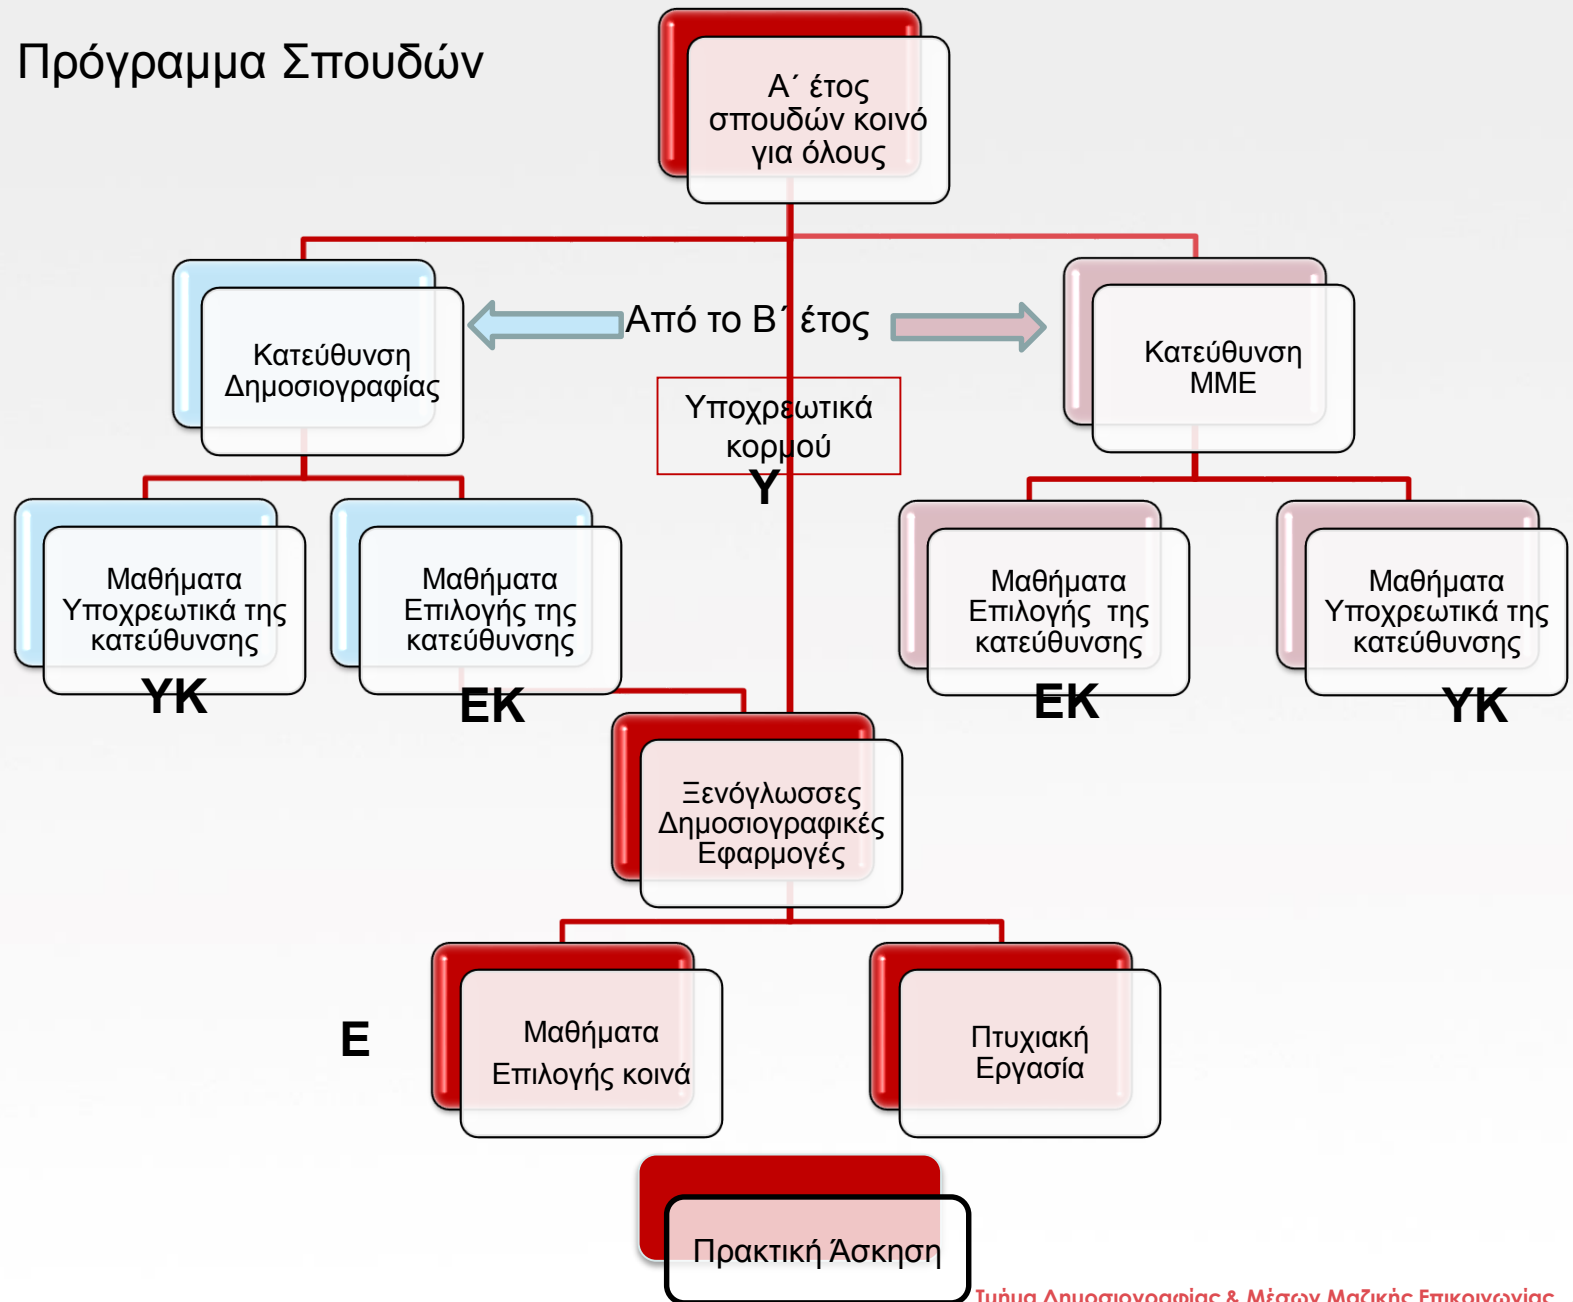 Πρόγραμμα Σπουδών
Α΄ έτος
σπουδών κοινό
για όλους
Από το Β΄ έτος
Κατεύθυνση
Δημοσιογραφίας
Κατεύθυνση
ΜΜΕ
Υποχρεωτικά
κορμού
Υ
Μαθήματα
Υποχρεωτικά της
κατεύθυνσης
ΥΚ
Μαθήματα
Επιλογής της
κατεύθυνσης
ΕΚ
Μαθήματα
Επιλογής της
κατεύθυνσης
ΕΚ
Μαθήματα
Υποχρεωτικά της
κατεύθυνσης
ΥΚ
Ξενόγλωσσες
Δημοσιογραφικές
Εφαρμογές
Ε
Μαθήματα
Επιλογής κοινά
Πτυχιακή
Εργασία
Πρακτική Άσκηση
Τμήμα Δημοσιογραφίας & Μέσων Μαζικής Επικοινωνίας